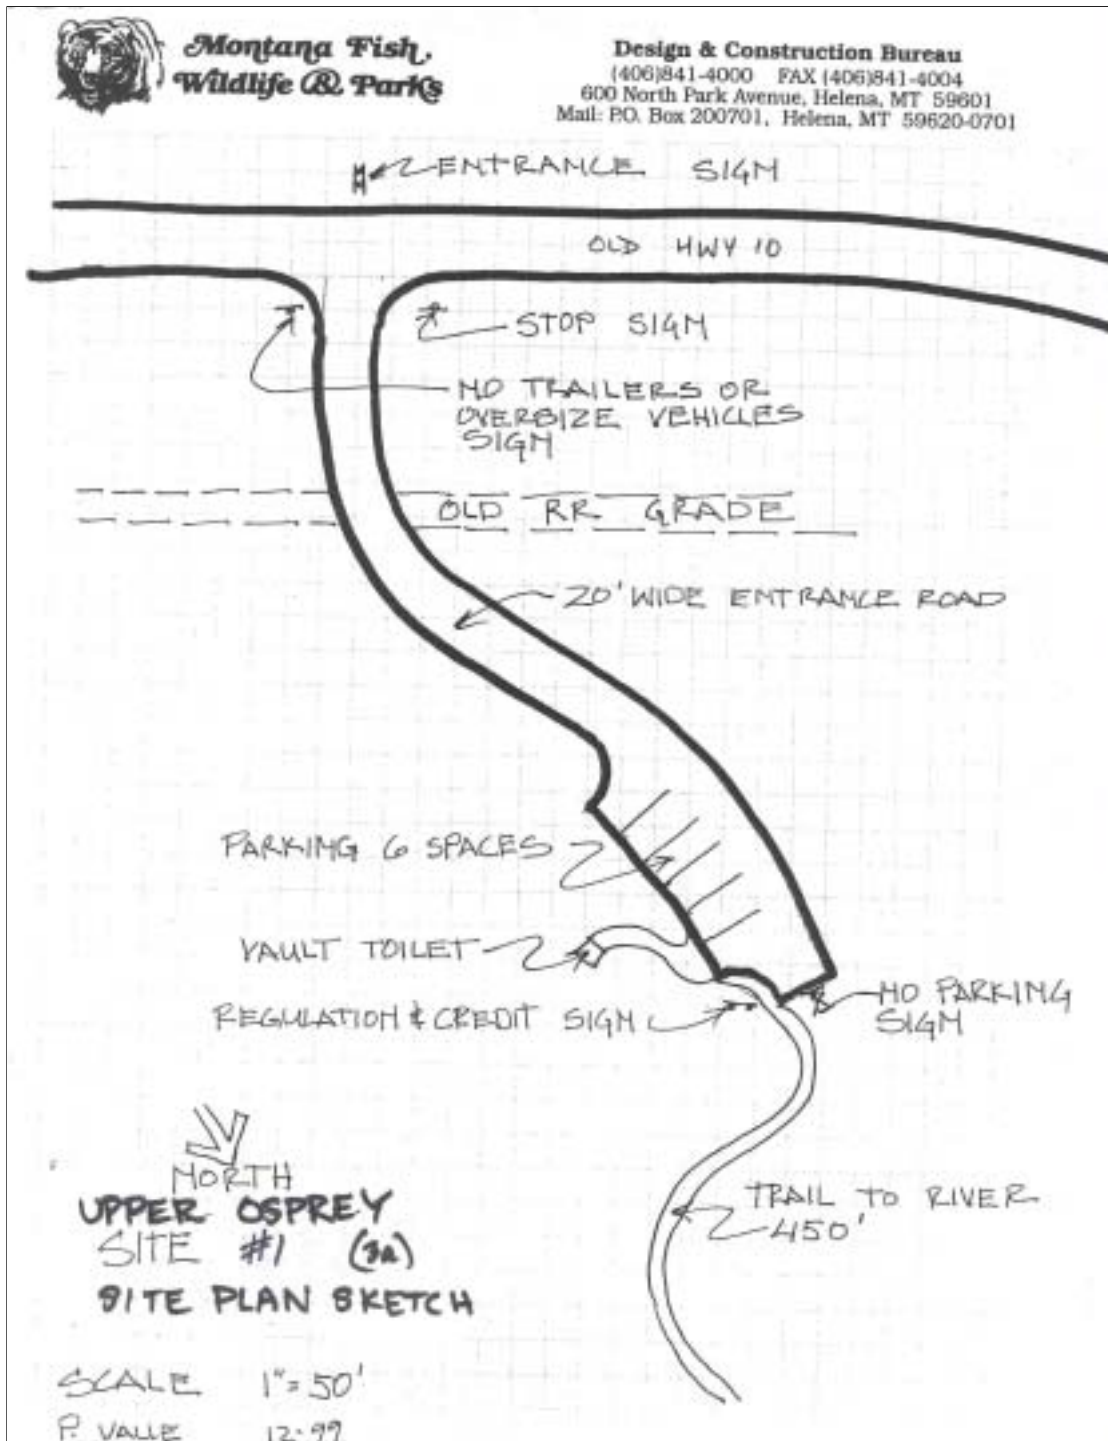 Montana Fish,
Wildlife & Parks
Design & Construction Bureau
(406)841-4000 FAX (406)841-4004
600 North Park Avenue, Helena, MT 59601
Mail: P.O. Box 200701, Helena, MT 59620-0701
ENTRANCE SIGN
OLD HWY 10
STOP SIGN
NO TRAILERS OR
OVERSIZE VEHICLES
SIGN
OLD RR GRADE
20' WIDE ENTRANCE ROAD
PARKING 6 SPACES
VAULT TOILET
NO PARKING
SIGN
REGULATION & CREDIT SIGN
NORTH
TRAIL TO RIVER
450'
UPPER OSPREY
SITE #1 (3a)
SITE PLAN SKETCH
SCALE 1"=50'
P. VALLE 12-99